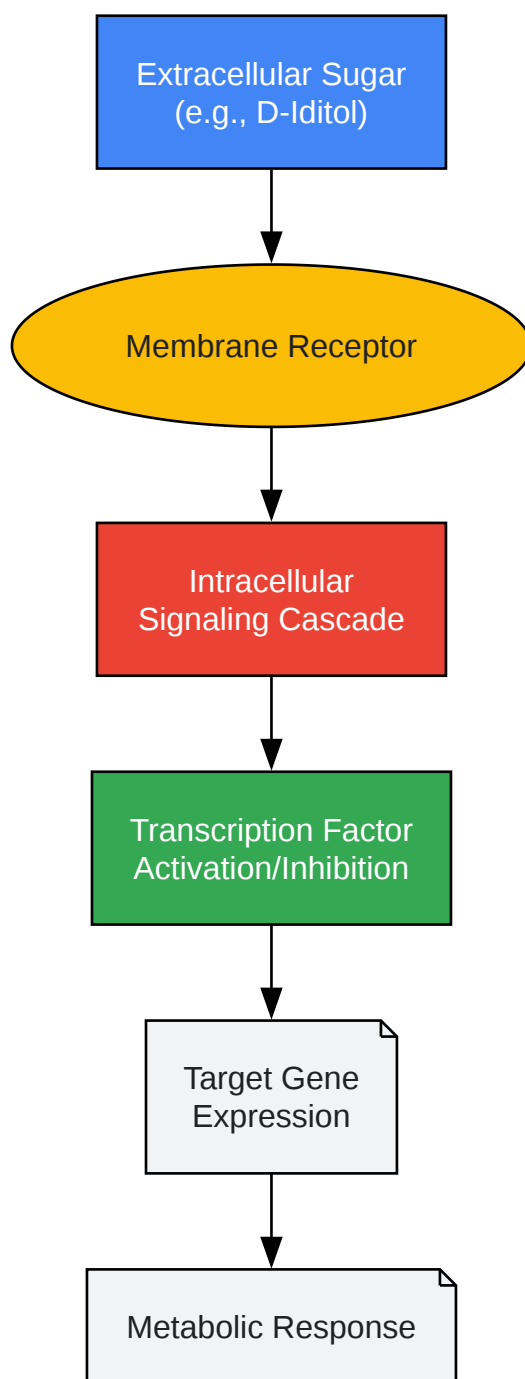 Extracellular Sugar
(e.g., D-Iditol)
Membrane Receptor
Intracellular
Signaling Cascade
Transcription Factor
Activation/Inhibition
Target Gene
Expression
Metabolic Response